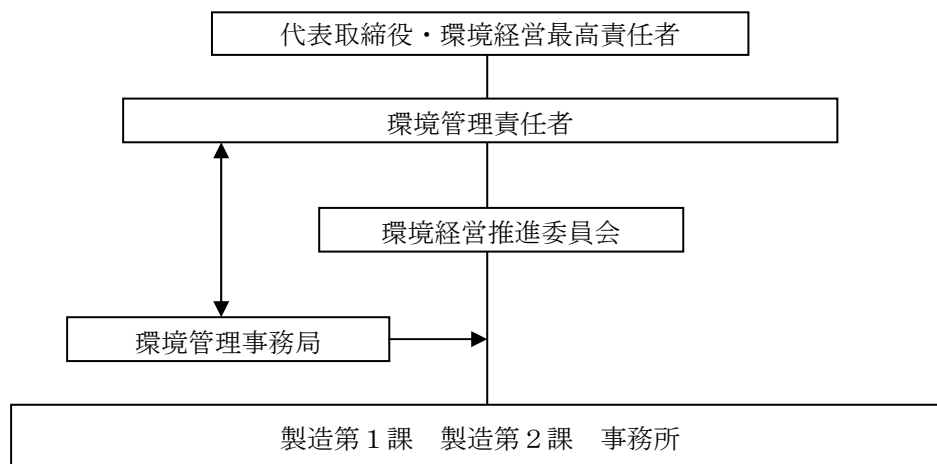 代表取締役・環境経営最高責任者
環境管理責任者
環境経営推進委員会
環境管理事務局
製造第１課　製造第２課　事務所